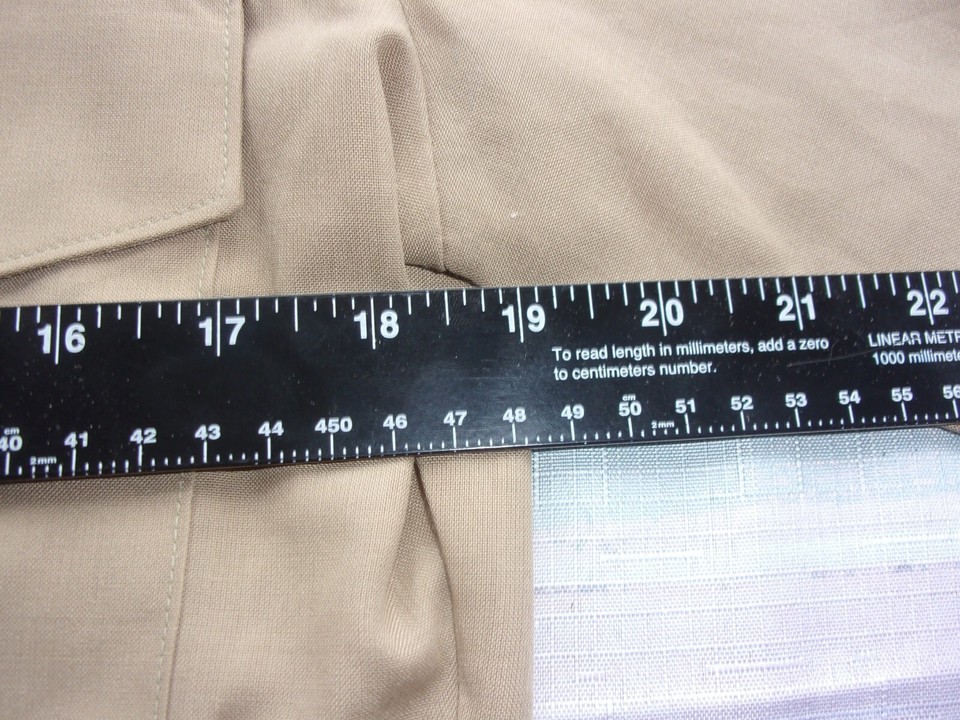 16 17 18 19 20 21 22
To read length in millimeters, add a zero
to centimeters number.
LINEAR METR
1000 millimete
cm cm
40 41 42 43 44 450 46 47 48 49 50 51 52 53 54 55 56
2mm 2mm